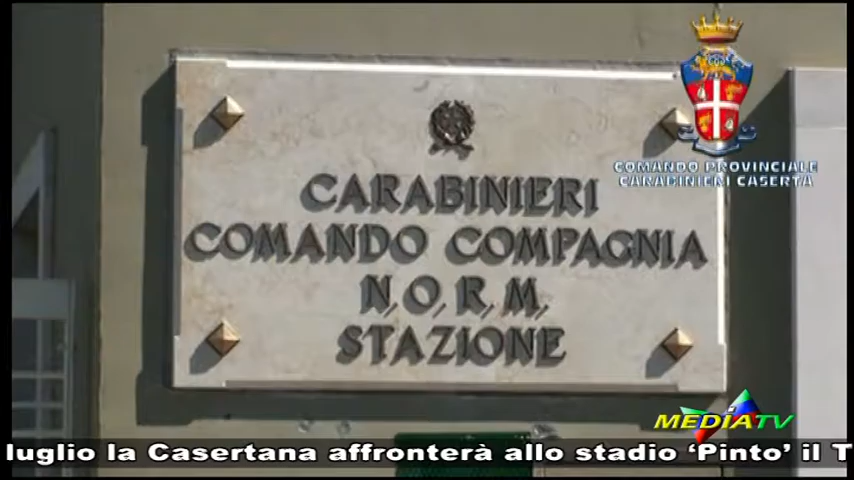 COMANDO PROVINCIALE
CARABINIERI CASERTA
CARABINIERI
COMANDO COMPAGNIA
N.O.R.M.
STAZIONE
MEDIATV
luglio la Casertana affronterà allo stadio ‘Pinto’ il T